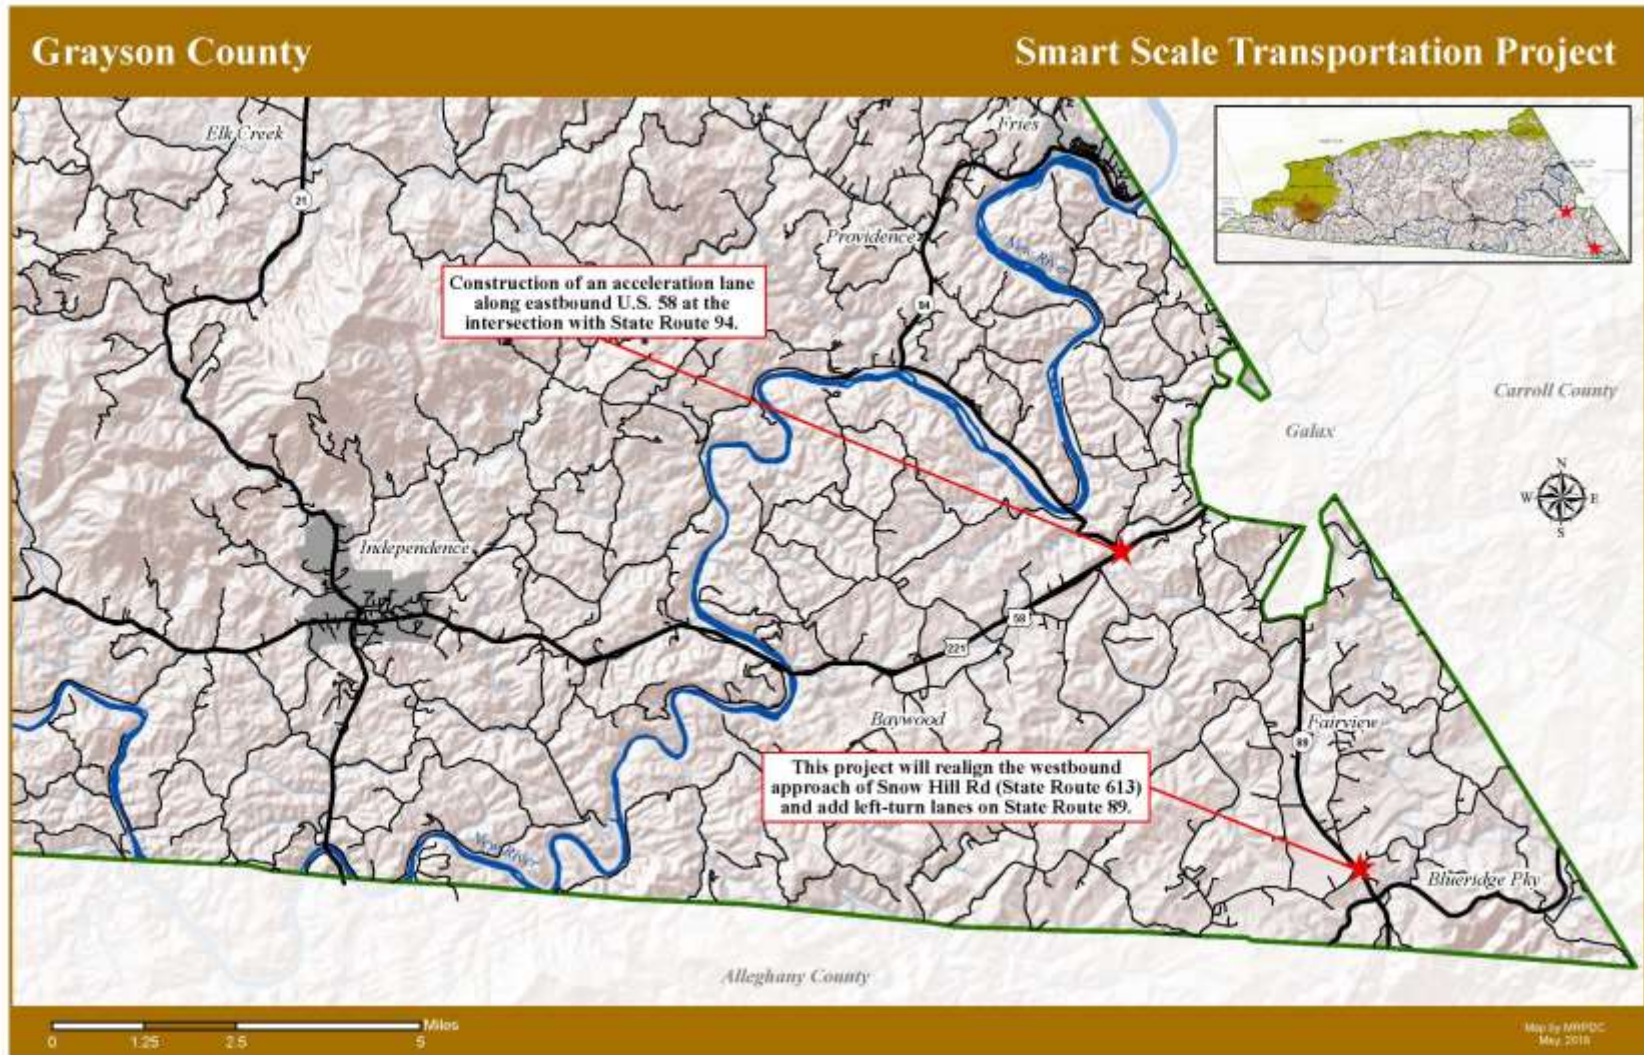 Grayson County
Smart Scale Transportation Project
Elk Creek
Fries
21
Providence
New River
94
Construction of an acceleration lane
along eastbound U.S. 58 at the
intersection with State Route 94.
Carroll County
Galax
N
W
E
S
Independence
58
221
Baywood
Fairview
89
This project will realign the westbound
approach of Snow Hill Rd (State Route 613)
and add left-turn lanes on State Route 89.
New River
Blueridge Pky
Alleghany County
Miles
0
1.25
2.5
5
Map by MRPDC
May, 2018